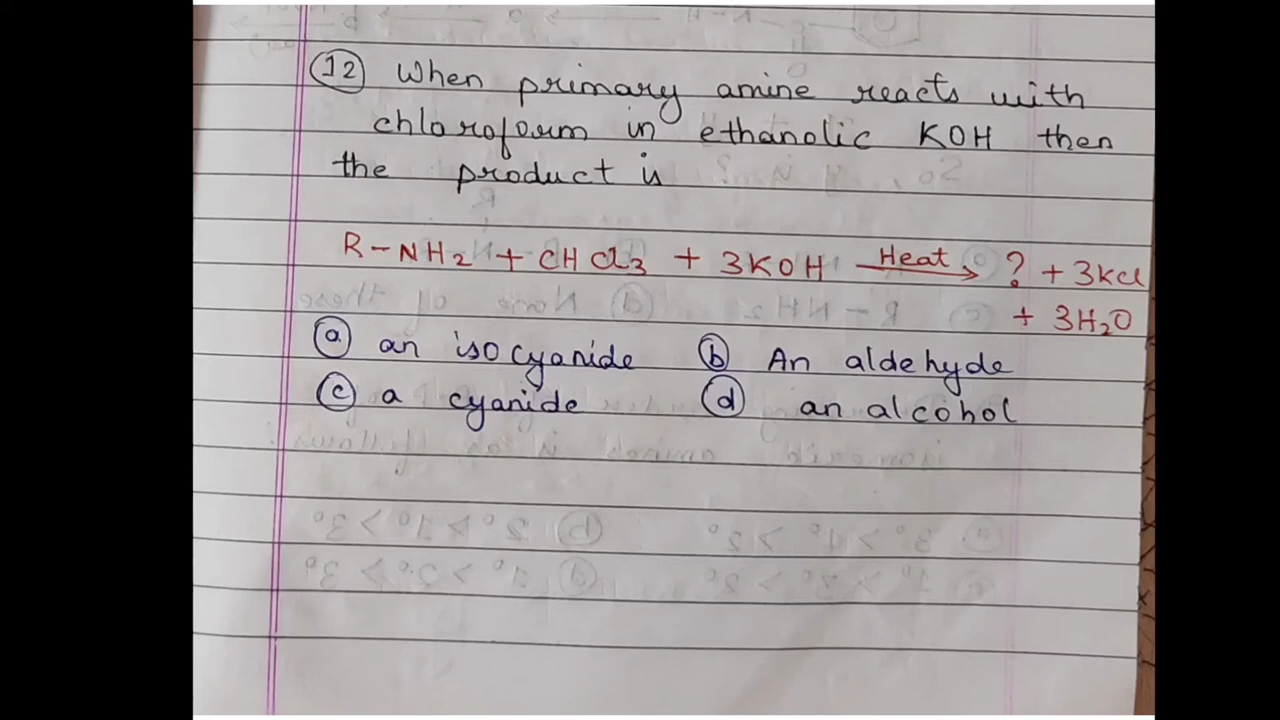 (12) When primary amine reacts with
chloroform in ethanolic KOH then
the product is
R-NH2 + CHCl3 + 3KOH Heat→ ? + 3KCl
+ 3H2O
(a) an isocyanide (b) An aldehyde
(c) a cyanide (d) an alcohol